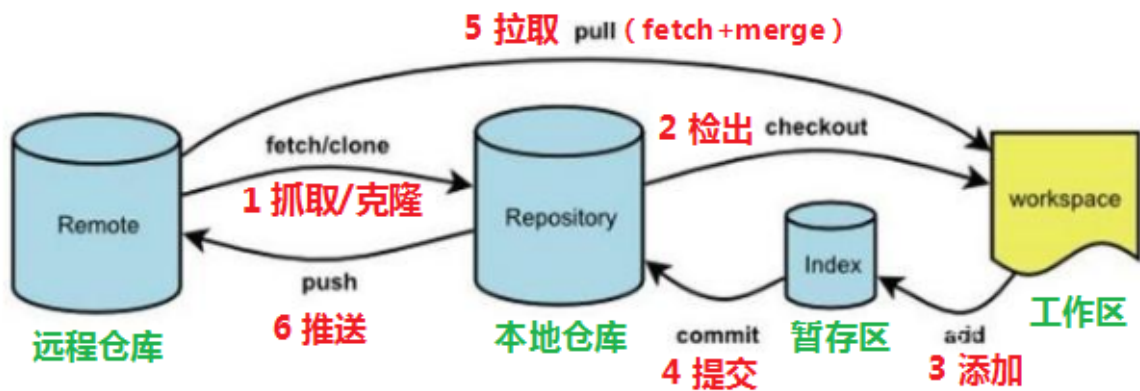 5 拉取 pull（fetch+merge）
2 检出 checkout
fetch/clone
1 抓取/克隆
Remote
Repository
workspace
Index
push
6 推送
远程仓库
本地仓库
commit
4 提交
暂存区
add
3 添加
工作区